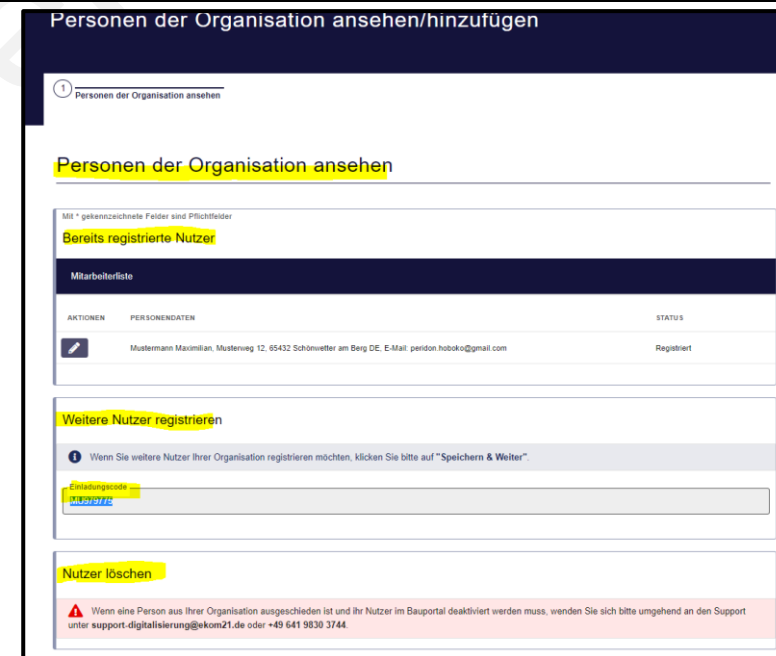 Personen der Organisation ansehen/hinzufügen
1
Personen der Organisation ansehen
Personen der Organisation ansehen
Mit * gekennzeichnete Felder sind Pflichtfelder
Bereits registrierte Nutzer
Mitarbeiterliste
AKTIONEN PERSONENDATEN STATUS
Mustermann Maximilian, Musterweg 12, 65432 Schönwetter am Berg DE, E-Mail: peridon.hoboko@gmail.com Registriert
Weitere Nutzer registrieren
Wenn Sie weitere Nutzer Ihrer Organisation registrieren möchten, klicken Sie bitte auf "Speichern & Weiter".
Einladungscode
MU979775
Nutzer löschen
Wenn eine Person aus Ihrer Organisation ausgeschieden ist und ihr Nutzer im Bauportal deaktiviert werden muss, wenden Sie sich bitte umgehend an den Support
unter support-digitalisierung@ekom21.de oder +49 641 9830 3744.